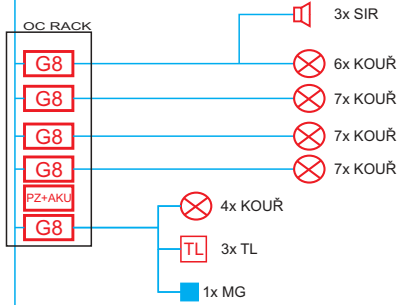 3x SIR
OC RACK
G8
6x KOUŘ
G8
7x KOUŘ
G8
7x KOUŘ
G8
7x KOUŘ
PZ+AKU
4x KOUŘ
G8
TL 3x TL
1x MG